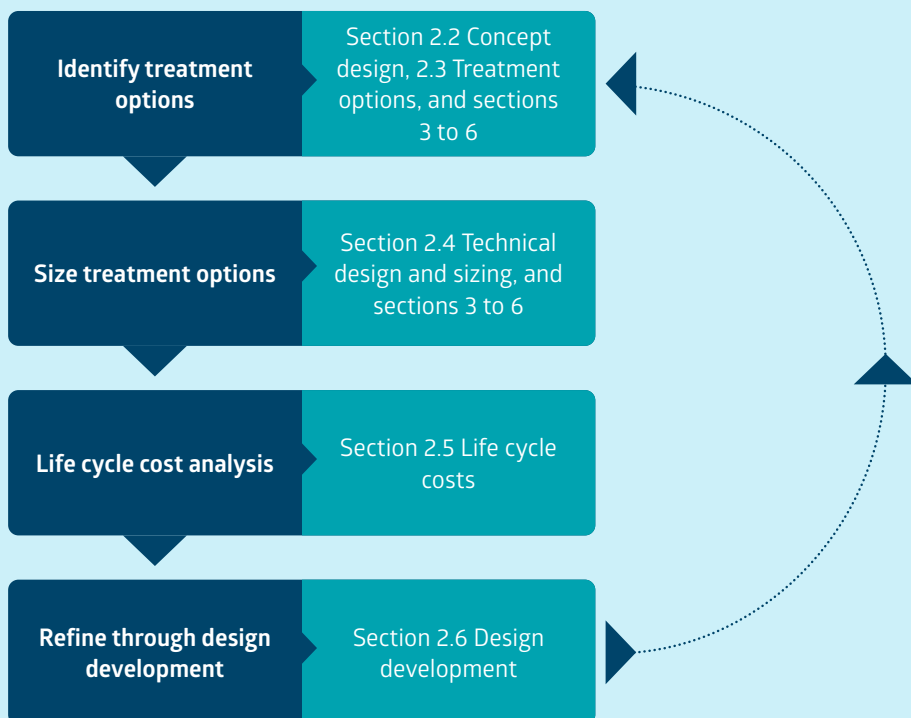 Identify treatment
options
Section 2.2 Concept
design, 2.3 Treatment
options, and sections
3 to 6
Size treatment options
Section 2.4 Technical
design and sizing, and
sections 3 to 6
Life cycle cost analysis
Section 2.5 Life cycle
costs
Refine through design
development
Section 2.6 Design
development